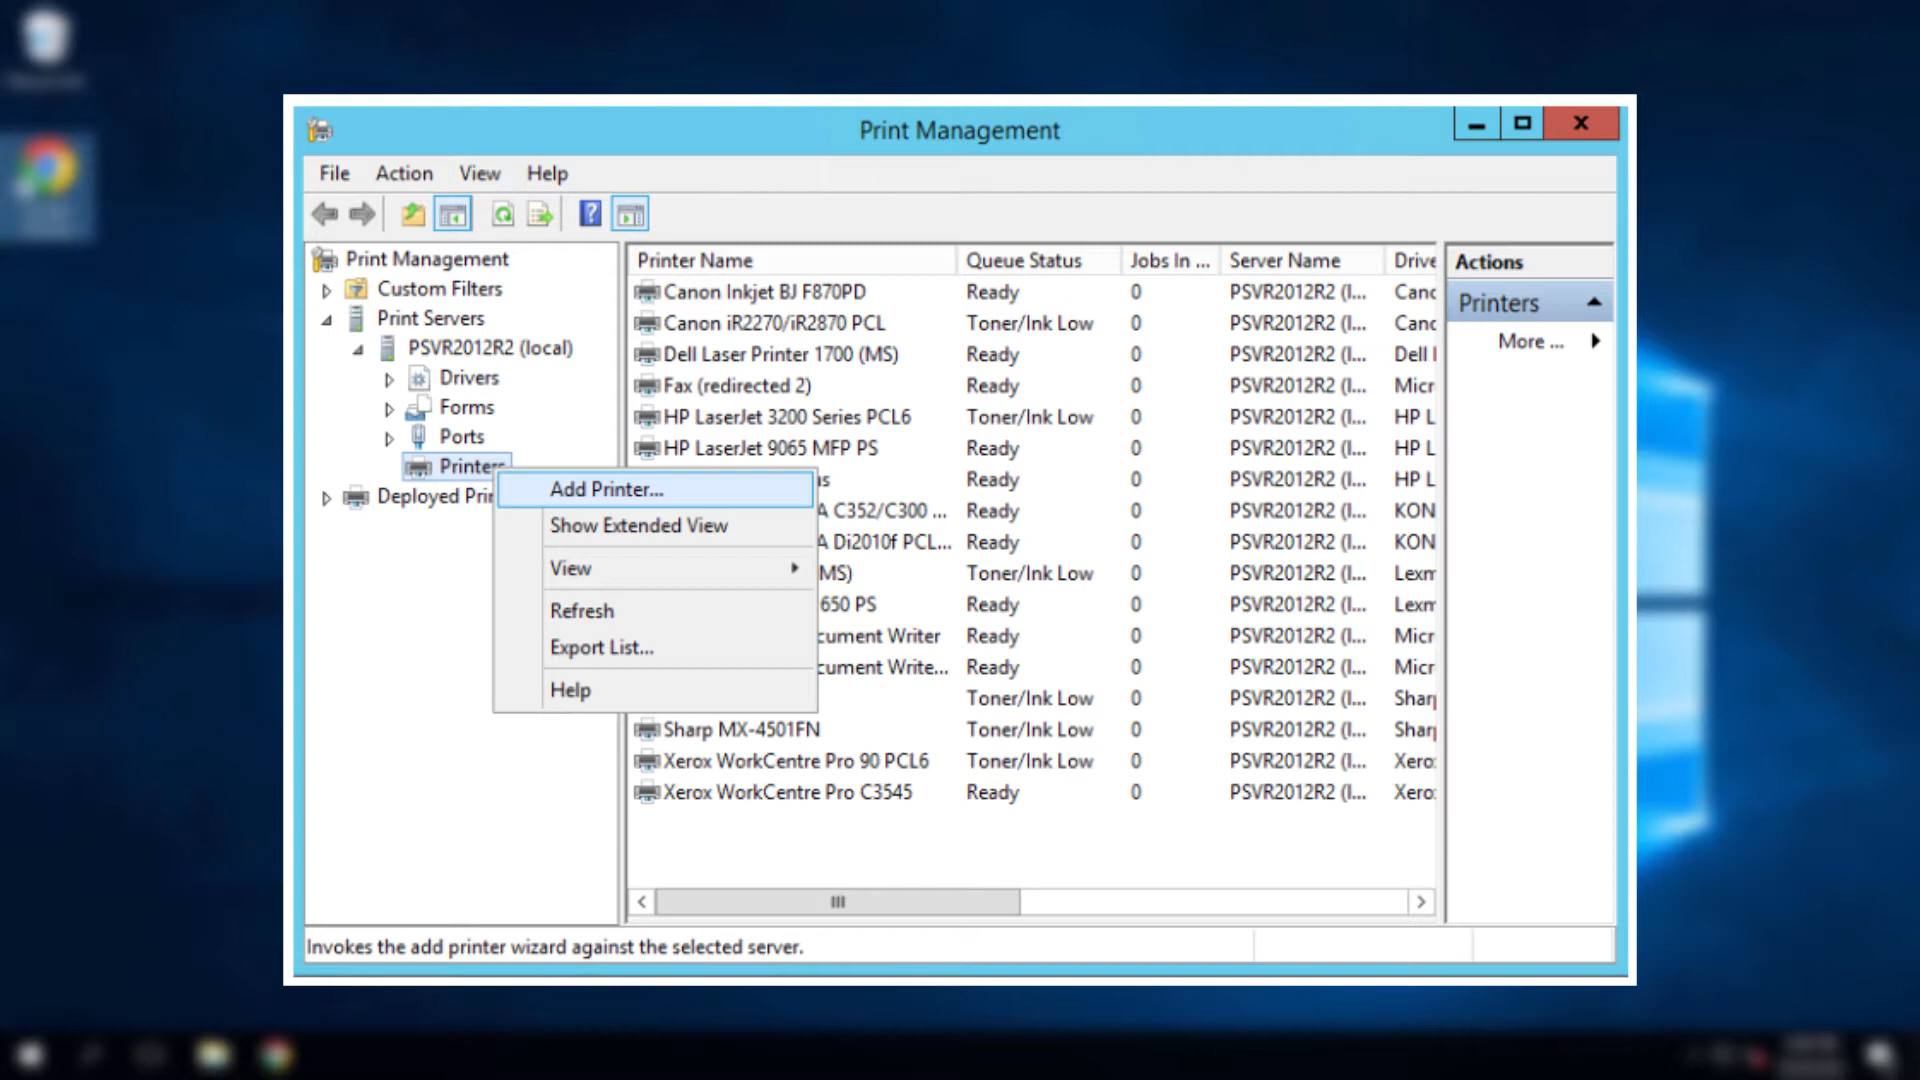 Print Management
File Action View Help
Print Management
Custom Filters
Print Servers
PSVR2012R2 (local)
Drivers
Forms
Ports
Printers
Deployed Prin
Add Printer...
Show Extended View
View
Refresh
Export List...
Help
Printer Name Queue Status Jobs In ... Server Name Drive
Canon Inkjet BJ F870PD Ready 0 PSVR2012R2 (l... Canc
Canon iR2270/iR2870 PCL Toner/Ink Low 0 PSVR2012R2 (l... Canc
Dell Laser Printer 1700 (MS) Ready 0 PSVR2012R2 (l... Dell
Fax (redirected 2) Ready 0 PSVR2012R2 (l... Micr
HP LaserJet 3200 Series PCL6 Toner/Ink Low 0 PSVR2012R2 (l... HP L
HP LaserJet 9065 MFP PS Ready 0 PSVR2012R2 (l... HP L
us Ready 0 PSVR2012R2 (l... HP L
A C352/C300 ... Ready 0 PSVR2012R2 (l... KON
A Di2010f PCL... Ready 0 PSVR2012R2 (l... KON
(MS) Toner/Ink Low 0 PSVR2012R2 (l... Lexm
650 PS Ready 0 PSVR2012R2 (l... Lexm
cument Writer Ready 0 PSVR2012R2 (l... Micr
cument Write... Ready 0 PSVR2012R2 (l... Micr
Toner/Ink Low 0 PSVR2012R2 (l... Shar
Sharp MX-4501FN Toner/Ink Low 0 PSVR2012R2 (l... Shar
Xerox WorkCentre Pro 90 PCL6 Toner/Ink Low 0 PSVR2012R2 (l... Xero
Xerox WorkCentre Pro C3545 Ready 0 PSVR2012R2 (l... Xero
Actions
Printers
More ...
Invokes the add printer wizard against the selected server.